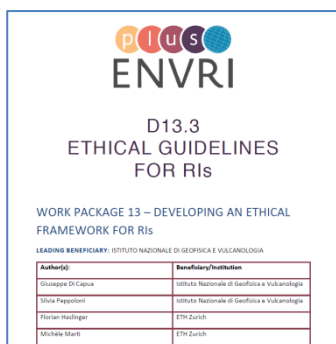 plus
ENVRI
D13.3
ETHICAL GUIDELINES
FOR RIs
WORK PACKAGE 13 – DEVELOPING AN ETHICAL
FRAMEWORK FOR RIs
LEADING BENEFICIARY: ISTITUTO NAZIONALE DI GEOFISICA E VULCANOLOGIA
Author(s): Beneficiary/Institution
Giuseppe Di Capua Istituto Nazionale di Geofisica e Vulcanologia
Silvia Peppoloni Istituto Nazionale di Geofisica e Vulcanologia
Florian Haslinger ETH Zurich
Michèle Marti ETH Zurich